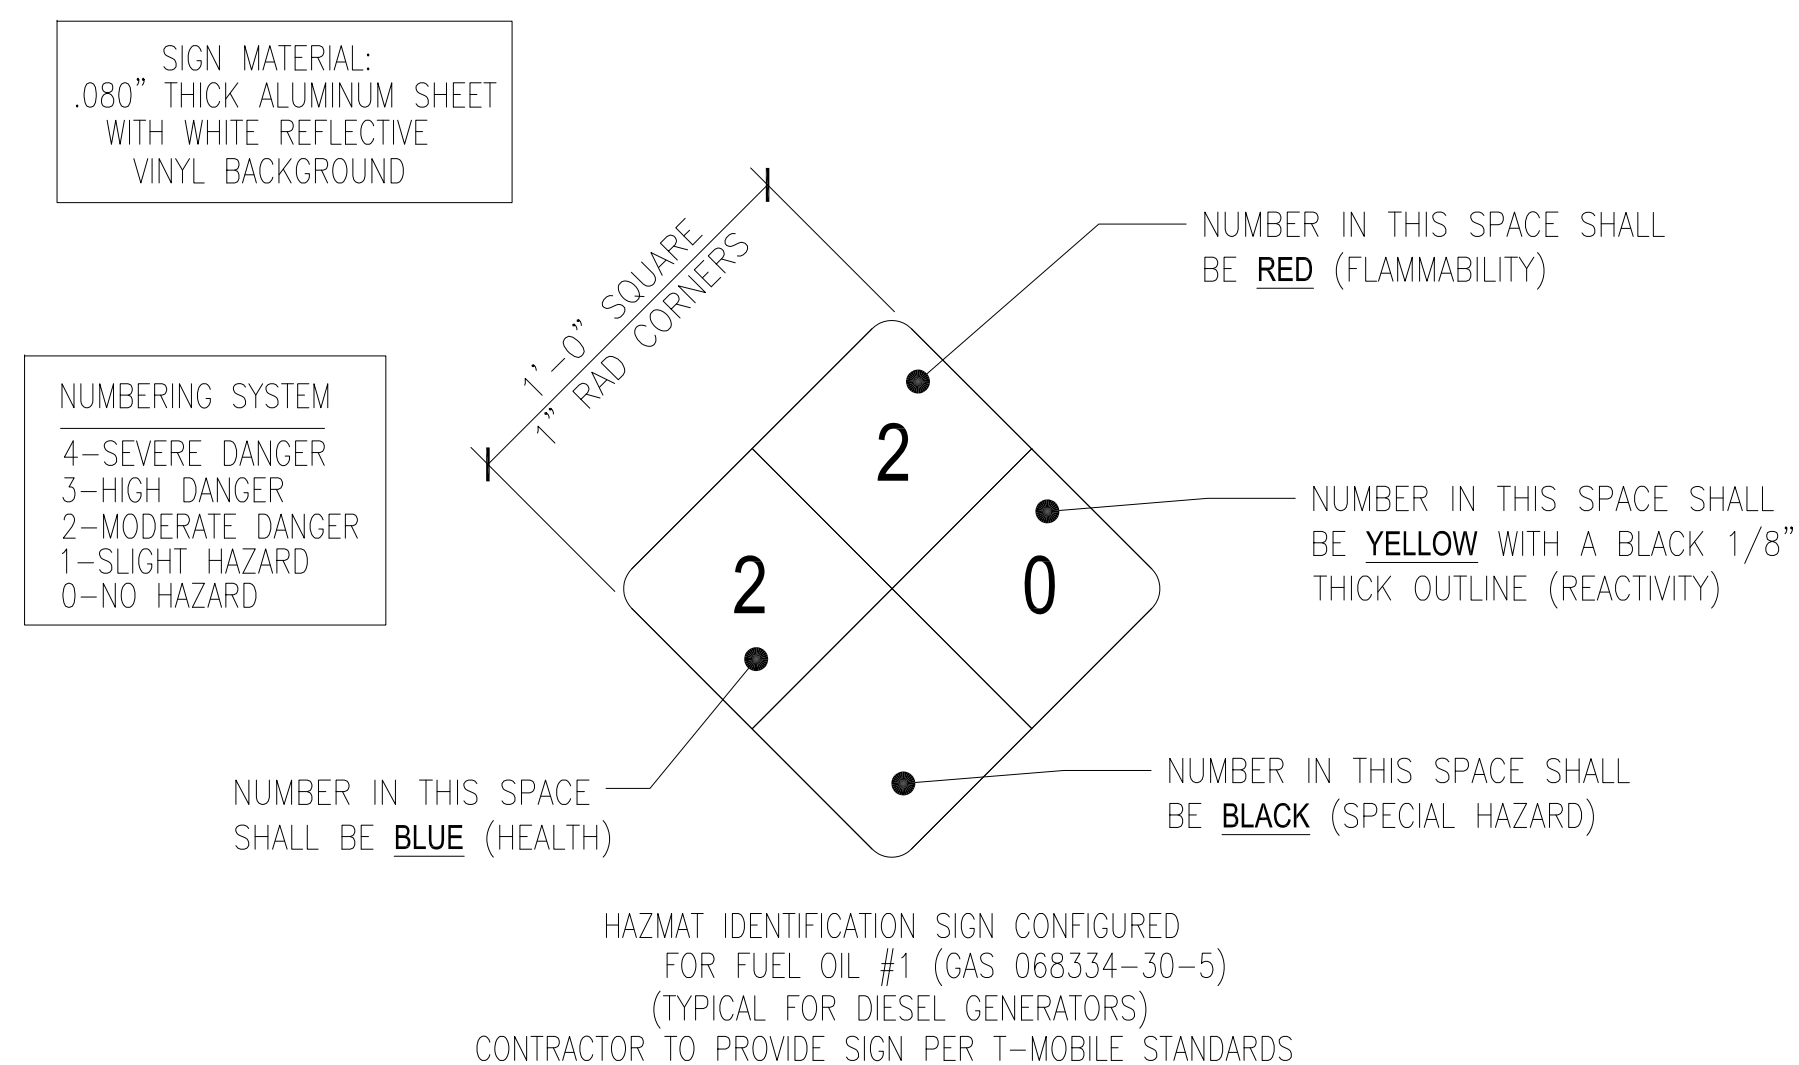 SIGN MATERIAL:
.080" THICK ALUMINUM SHEET
WITH WHITE REFLECTIVE
VINYL BACKGROUND
1'-0" SQUARE
1" RAD CORNERS
NUMBER IN THIS SPACE SHALL
BE RED (FLAMMABILITY)
NUMBERING SYSTEM
4-SEVERE DANGER
3-HIGH DANGER
2-MODERATE DANGER
1-SLIGHT HAZARD
0-NO HAZARD
2
2
0
NUMBER IN THIS SPACE SHALL
BE YELLOW WITH A BLACK 1/8"
THICK OUTLINE (REACTIVITY)
NUMBER IN THIS SPACE
SHALL BE BLUE (HEALTH)
NUMBER IN THIS SPACE SHALL
BE BLACK (SPECIAL HAZARD)
HAZMAT IDENTIFICATION SIGN CONFIGURED
FOR FUEL OIL #1 (GAS 068334-30-5)
(TYPICAL FOR DIESEL GENERATORS)
CONTRACTOR TO PROVIDE SIGN PER T-MOBILE STANDARDS